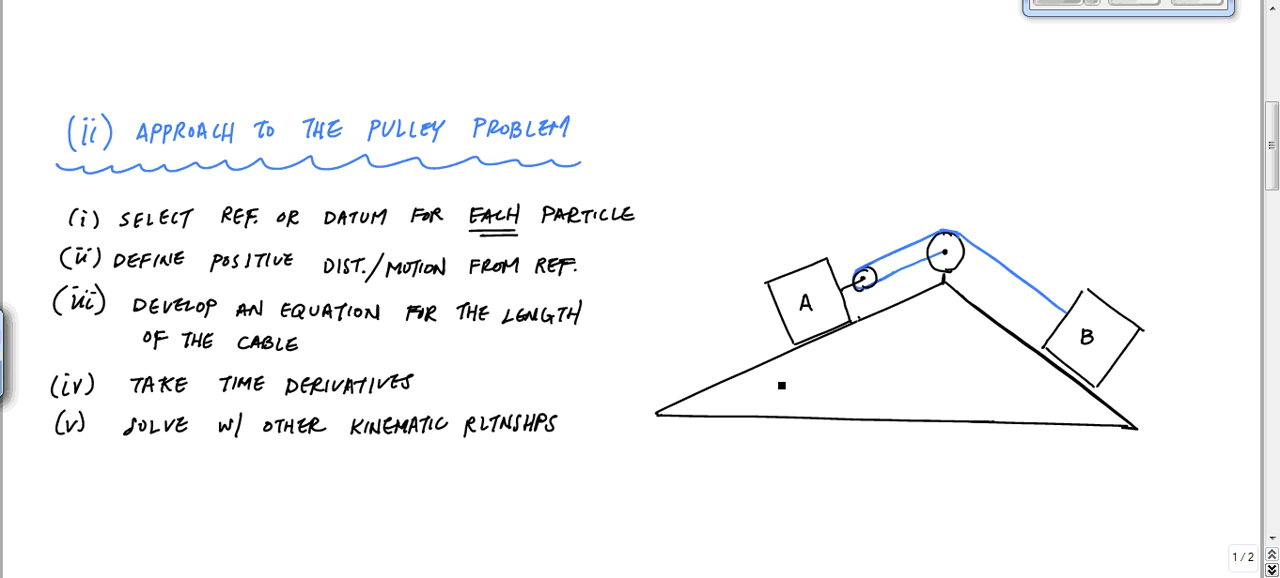 (ii) APPROACH TO THE PULLEY PROBLEM
(i) SELECT REF. OR DATUM FOR EACH PARTICLE
(ii) DEFINE POSITIVE DIST./MOTION FROM REF.
(iii) DEVELOP AN EQUATION FOR THE LENGTH
OF THE CABLE
(iv) TAKE TIME DERIVATIVES
(v) SOLVE W/ OTHER KINEMATIC RLTNSHPS
A
B
1 / 2